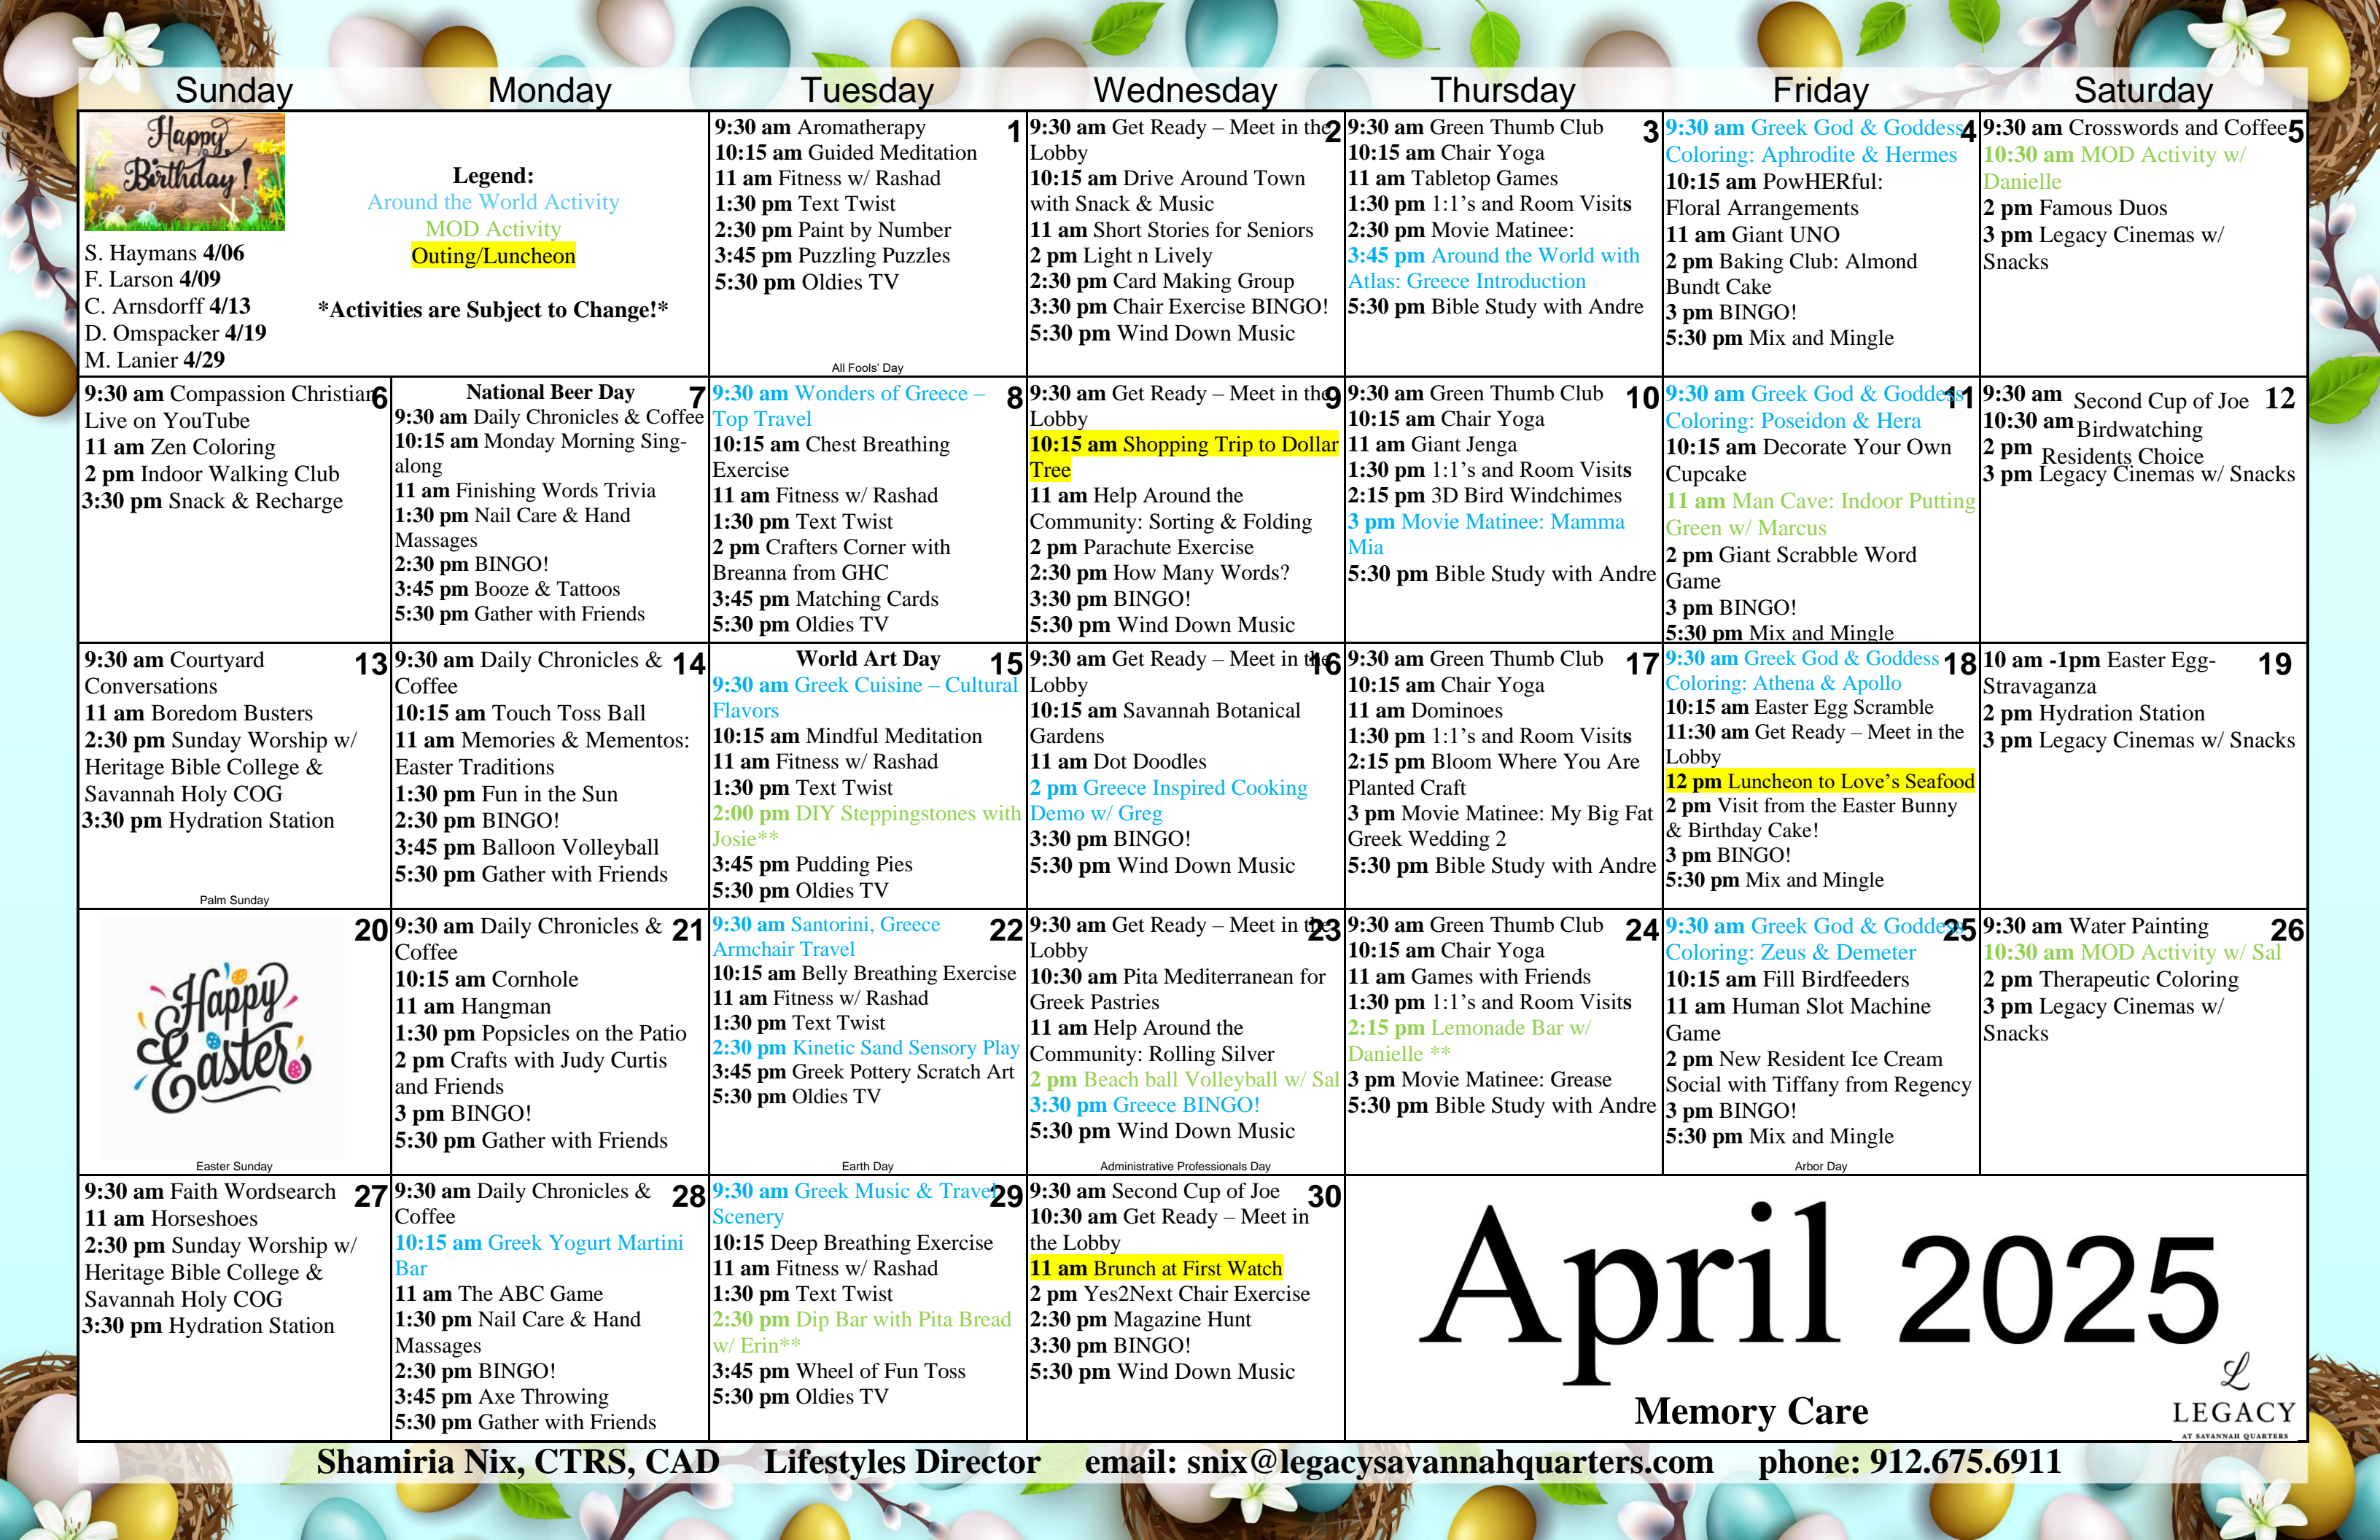 Sunday Monday Tuesday Wednesday Thursday Friday Saturday
Happy
Birthday!
S. Haymans 4/06
F. Larson 4/09
C. Arnsdorff 4/13
D. Omspacker 4/19
M. Lanier 4/29
Legend:
Around the World Activity
MOD Activity
Outing/Luncheon
*Activities are Subject to Change!*
1
9:30 am Aromatherapy
10:15 am Guided Meditation
11 am Fitness w/ Rashad
1:30 pm Text Twist
2:30 pm Paint by Number
3:45 pm Puzzling Puzzles
5:30 pm Oldies TV
All Fools' Day
2
9:30 am Get Ready – Meet in the
Lobby
10:15 am Drive Around Town
with Snack & Music
11 am Short Stories for Seniors
2 pm Light n Lively
2:30 pm Card Making Group
3:30 pm Chair Exercise BINGO!
5:30 pm Wind Down Music
3
9:30 am Green Thumb Club
10:15 am Chair Yoga
11 am Tabletop Games
1:30 pm 1:1's and Room Visits
2:30 pm Movie Matinee:
3:45 pm Around the World with
Atlas: Greece Introduction
5:30 pm Bible Study with Andre
4
9:30 am Greek God & Goddess
Coloring: Aphrodite & Hermes
10:15 am PowHERful:
Floral Arrangements
11 am Giant UNO
2 pm Baking Club: Almond
Bundt Cake
3 pm BINGO!
5:30 pm Mix and Mingle
5
9:30 am Crosswords and Coffee
10:30 am MOD Activity w/
Danielle
2 pm Famous Duos
3 pm Legacy Cinemas w/
Snacks
6
9:30 am Compassion Christian
Live on YouTube
11 am Zen Coloring
2 pm Indoor Walking Club
3:30 pm Snack & Recharge
7
National Beer Day
9:30 am Daily Chronicles & Coffee
10:15 am Monday Morning Sing-
along
11 am Finishing Words Trivia
1:30 pm Nail Care & Hand
Massages
2:30 pm BINGO!
3:45 pm Booze & Tattoos
5:30 pm Gather with Friends
8
9:30 am Wonders of Greece –
Top Travel
10:15 am Chest Breathing
Exercise
11 am Fitness w/ Rashad
1:30 pm Text Twist
2 pm Crafters Corner with
Breanna from GHC
3:45 pm Matching Cards
5:30 pm Oldies TV
9
9:30 am Get Ready – Meet in the
Lobby
10:15 am Shopping Trip to Dollar
Tree
11 am Help Around the
Community: Sorting & Folding
2 pm Parachute Exercise
2:30 pm How Many Words?
3:30 pm BINGO!
5:30 pm Wind Down Music
10
9:30 am Green Thumb Club
10:15 am Chair Yoga
11 am Giant Jenga
1:30 pm 1:1's and Room Visits
2:15 pm 3D Bird Windchimes
3 pm Movie Matinee: Mamma
Mia
5:30 pm Bible Study with Andre
11
9:30 am Greek God & Goddess
Coloring: Poseidon & Hera
10:15 am Decorate Your Own
Cupcake
11 am Man Cave: Indoor Putting
Green w/ Marcus
2 pm Giant Scrabble Word
Game
3 pm BINGO!
5:30 pm Mix and Mingle
12
9:30 am Second Cup of Joe
10:30 am Birdwatching
2 pm Residents Choice
3 pm Legacy Cinemas w/ Snacks
13
9:30 am Courtyard
Conversations
11 am Boredom Busters
2:30 pm Sunday Worship w/
Heritage Bible College &
Savannah Holy COG
3:30 pm Hydration Station
Palm Sunday
14
9:30 am Daily Chronicles &
Coffee
10:15 am Touch Toss Ball
11 am Memories & Mementos:
Easter Traditions
1:30 pm Fun in the Sun
2:30 pm BINGO!
3:45 pm Balloon Volleyball
5:30 pm Gather with Friends
15
World Art Day
9:30 am Greek Cuisine – Cultural
Flavors
10:15 am Mindful Meditation
11 am Fitness w/ Rashad
1:30 pm Text Twist
2:00 pm DIY Steppingstones with
Josie**
3:45 pm Pudding Pies
5:30 pm Oldies TV
16
9:30 am Get Ready – Meet in the
Lobby
10:15 am Savannah Botanical
Gardens
11 am Dot Doodles
2 pm Greece Inspired Cooking
Demo w/ Greg
3:30 pm BINGO!
5:30 pm Wind Down Music
17
9:30 am Green Thumb Club
10:15 am Chair Yoga
11 am Dominoes
1:30 pm 1:1's and Room Visits
2:15 pm Bloom Where You Are
Planted Craft
3 pm Movie Matinee: My Big Fat
Greek Wedding 2
5:30 pm Bible Study with Andre
18
9:30 am Greek God & Goddess
Coloring: Athena & Apollo
10:15 am Easter Egg Scramble
11:30 am Get Ready – Meet in the
Lobby
12 pm Luncheon to Love's Seafood
2 pm Visit from the Easter Bunny
& Birthday Cake!
3 pm BINGO!
5:30 pm Mix and Mingle
19
10 am -1pm Easter Egg-
Stravaganza
2 pm Hydration Station
3 pm Legacy Cinemas w/ Snacks
20
Happy
Easter
Easter Sunday
21
9:30 am Daily Chronicles &
Coffee
10:15 am Cornhole
11 am Hangman
1:30 pm Popsicles on the Patio
2 pm Crafts with Judy Curtis
and Friends
3 pm BINGO!
5:30 pm Gather with Friends
22
9:30 am Santorini, Greece
Armchair Travel
10:15 am Belly Breathing Exercise
11 am Fitness w/ Rashad
1:30 pm Text Twist
2:30 pm Kinetic Sand Sensory Play
3:45 pm Greek Pottery Scratch Art
5:30 pm Oldies TV
Earth Day
23
9:30 am Get Ready – Meet in the
Lobby
10:30 am Pita Mediterranean for
Greek Pastries
11 am Help Around the
Community: Rolling Silver
2 pm Beach ball Volleyball w/ Sal
3:30 pm Greece BINGO!
5:30 pm Wind Down Music
Administrative Professionals Day
24
9:30 am Green Thumb Club
10:15 am Chair Yoga
11 am Games with Friends
1:30 pm 1:1's and Room Visits
2:15 pm Lemonade Bar w/
Danielle **
3 pm Movie Matinee: Grease
5:30 pm Bible Study with Andre
25
9:30 am Greek God & Goddess
Coloring: Zeus & Demeter
10:15 am Fill Birdfeeders
11 am Human Slot Machine
Game
2 pm New Resident Ice Cream
Social with Tiffany from Regency
3 pm BINGO!
5:30 pm Mix and Mingle
Arbor Day
26
9:30 am Water Painting
10:30 am MOD Activity w/ Sal
2 pm Therapeutic Coloring
3 pm Legacy Cinemas w/
Snacks
27
9:30 am Faith Wordsearch
11 am Horseshoes
2:30 pm Sunday Worship w/
Heritage Bible College &
Savannah Holy COG
3:30 pm Hydration Station
28
9:30 am Daily Chronicles &
Coffee
10:15 am Greek Yogurt Martini
Bar
11 am The ABC Game
1:30 pm Nail Care & Hand
Massages
2:30 pm BINGO!
3:45 pm Axe Throwing
5:30 pm Gather with Friends
29
9:30 am Greek Music & Travel
Scenery
10:15 Deep Breathing Exercise
11 am Fitness w/ Rashad
1:30 pm Text Twist
2:30 pm Dip Bar with Pita Bread
w/ Erin**
3:45 pm Wheel of Fun Toss
5:30 pm Oldies TV
30
9:30 am Second Cup of Joe
10:30 am Get Ready – Meet in
the Lobby
11 am Brunch at First Watch
2 pm Yes2Next Chair Exercise
2:30 pm Magazine Hunt
3:30 pm BINGO!
5:30 pm Wind Down Music
April 2025
Memory Care
L
LEGACY
AT SAVANNAH QUARTERS
Shamiria Nix, CTRS, CAD Lifestyles Director email: snix@legacysavannahquarters.com phone: 912.675.6911